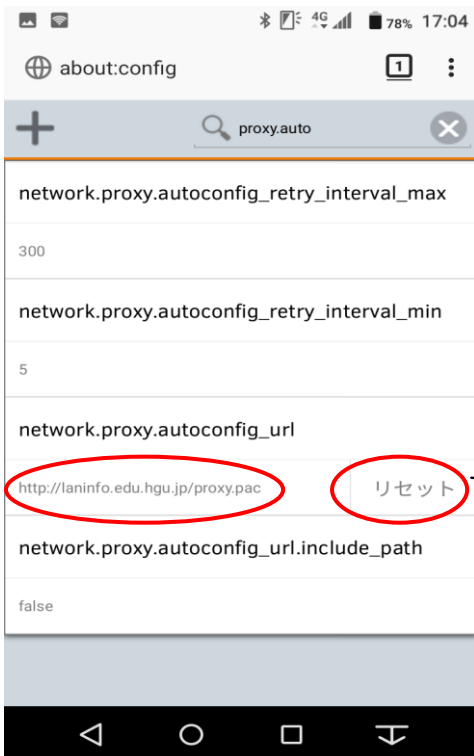 4G 78% 17:04
about:config 1
proxy.auto
network.proxy.autoconfig_retry_interval_max
300
network.proxy.autoconfig_retry_interval_min
5
network.proxy.autoconfig_url
http://laninfo.edu.hgu.jp/proxy.pac リセット
network.proxy.autoconfig_url.include_path
false